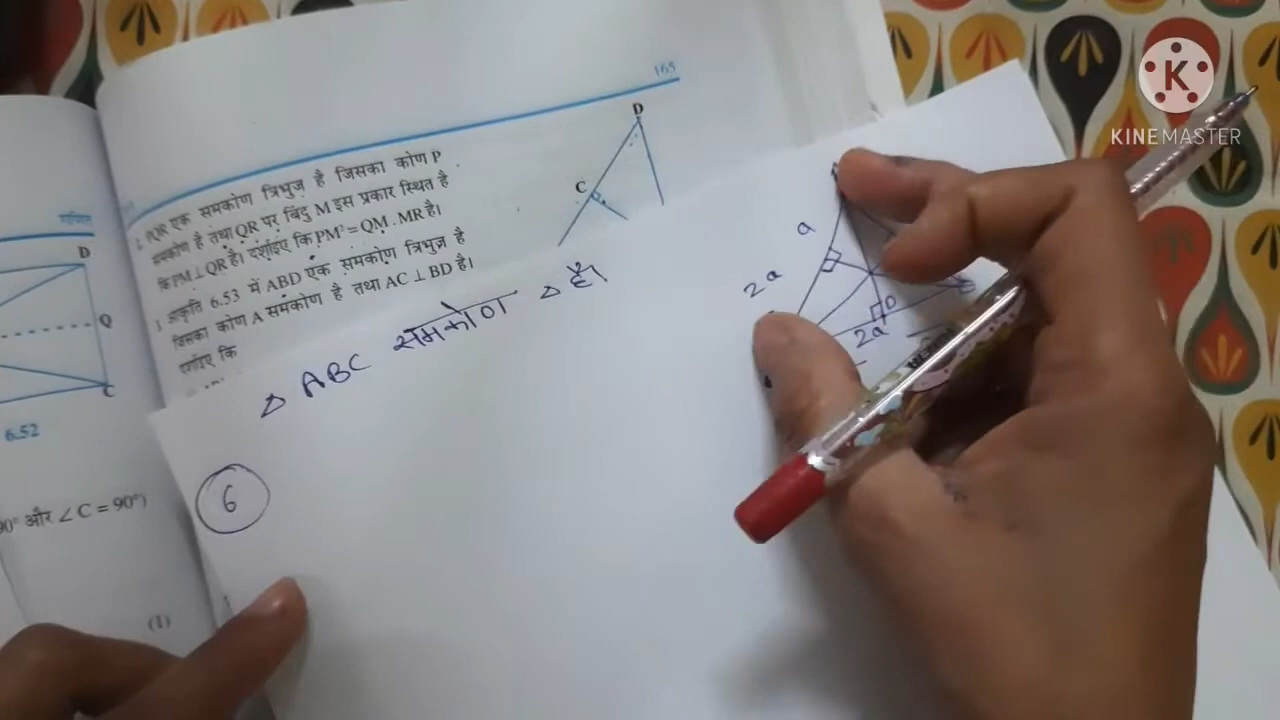 165
2. PQR एक समकोण त्रिभुज है जिसका कोण P
समकोण है तथा QR पर बिंदु M इस प्रकार स्थित है
कि PM ⊥ QR है। दर्शाइए कि PM² = QM . MR है।
3. आकृति 6.53 में ABD एक समकोण त्रिभुज है
जिसका कोण A समकोण है तथा AC ⊥ BD है।
दर्शाइए कि
D
C
गणित
D
Q
C
6.52
90° और ∠C = 90°)
(1)
△ ABC समकोण △ है।
6
a
2a
D
2a
K
KINEMASTER